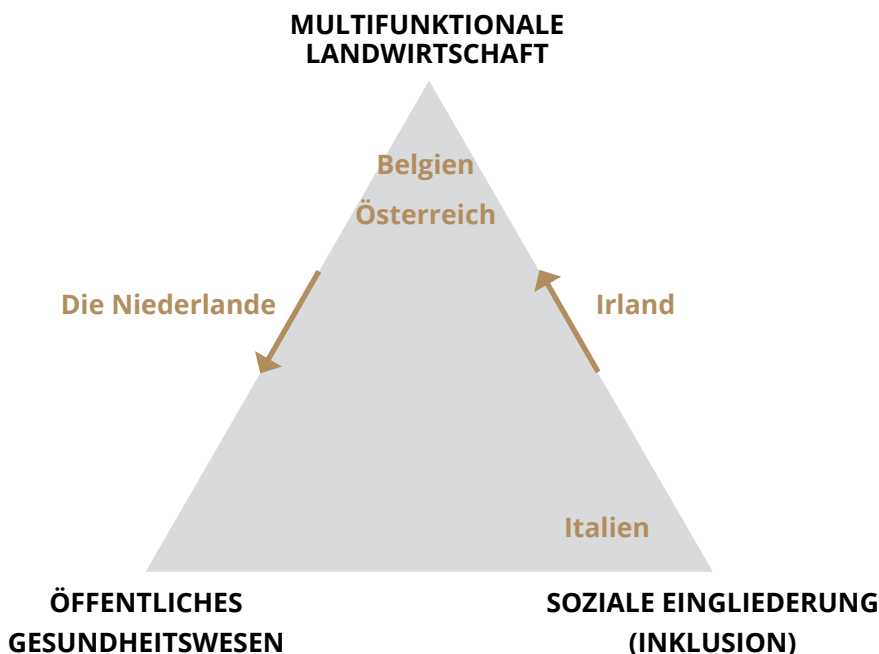 MULTIFUNKTIONALE
LANDWIRTSCHAFT
Belgien
Österreich
Die Niederlande
Irland
Italien
ÖFFENTLICHES
GESUNDHEITSWESEN
SOZIALE EINGLIEDERUNG
(INKLUSION)